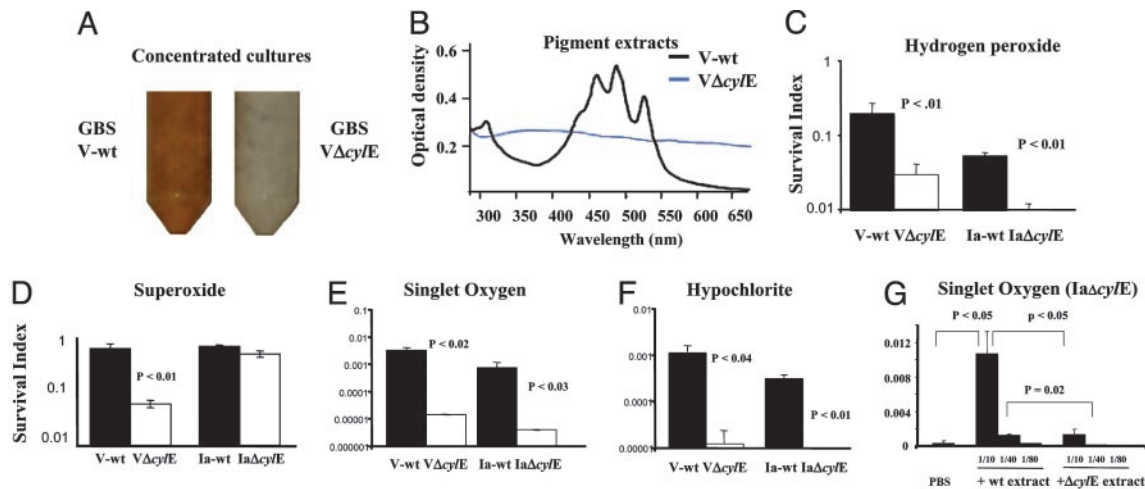 A
Concentrated cultures
GBS
V-wt
GBS
VΔcylE
B
Pigment extracts
V-wt
VΔcylE
Optical density
0.6
0.4
0.2
300 350 400 450 500 550 600 650
Wavelength (nm)
C
Hydrogen peroxide
Survival Index
1
0.1
0.01
P < .01
P < 0.01
V-wt VΔcylE Ia-wt IaΔcylE
D
Superoxide
Survival Index
1
0.1
0.01
P < 0.01
V-wt VΔcylE Ia-wt IaΔcylE
E
Singlet Oxygen
0.1
0.01
0.001
0.0001
0.00001
0.000001
P < 0.02
P < 0.03
V-wt VΔcylE Ia-wt IaΔcylE
F
Hypochlorite
0.01
0.001
0.0001
0.00001
P < 0.04
P < 0.01
V-wt VΔcylE Ia-wt IaΔcylE
G
Singlet Oxygen (IaΔcylE)
P < 0.05
p <0.05
P = 0.02
0.012
0.008
0.004
0
1/10 1/40 1/80
1/10 1/40 1/80
PBS
+ wt extract
+ΔcylE extract